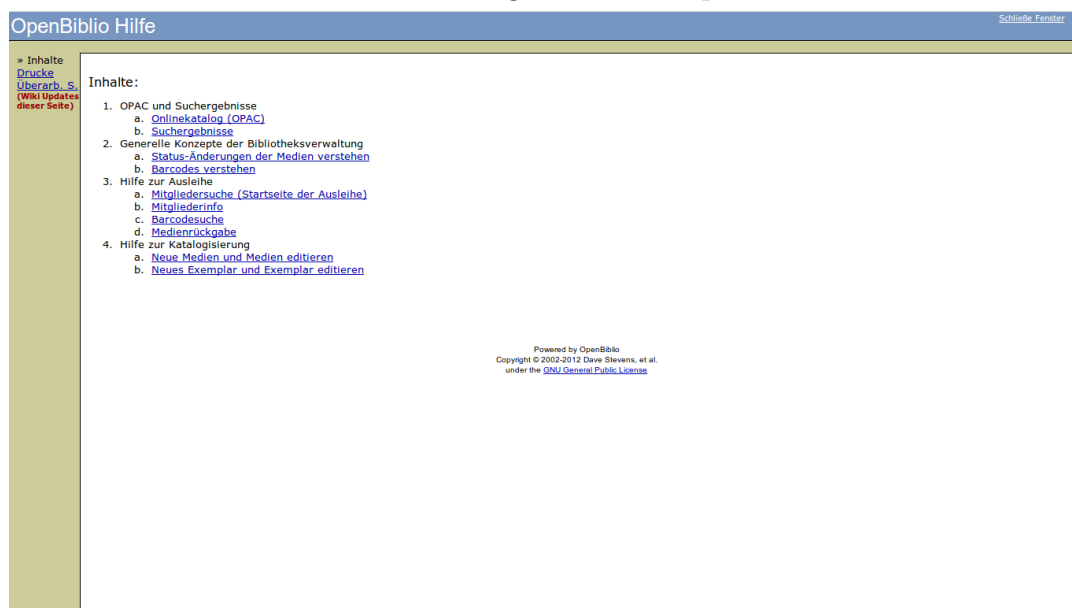 OpenBiblio Hilfe
Schließe Fenster
» Inhalte
Drucke
Überarb. S.
(Wiki Updates
dieser Seite)
Inhalte:
1. OPAC und Suchergebnisse
a. Onlinekatalog (OPAC)
b. Suchergebnisse
2. Generelle Konzepte der Bibliotheksverwaltung
a. Status-Änderungen der Medien verstehen
b. Barcodes verstehen
3. Hilfe zur Ausleihe
a. Mitgliedersuche (Startseite der Ausleihe)
b. Mitgliederinfo
c. Barcodesuche
d. Medienrückgabe
4. Hilfe zur Katalogisierung
a. Neue Medien und Medien editieren
b. Neues Exemplar und Exemplar editieren
Powered by OpenBiblio
Copyright © 2002-2012 Dave Stevens, et al.
under the GNU General Public License